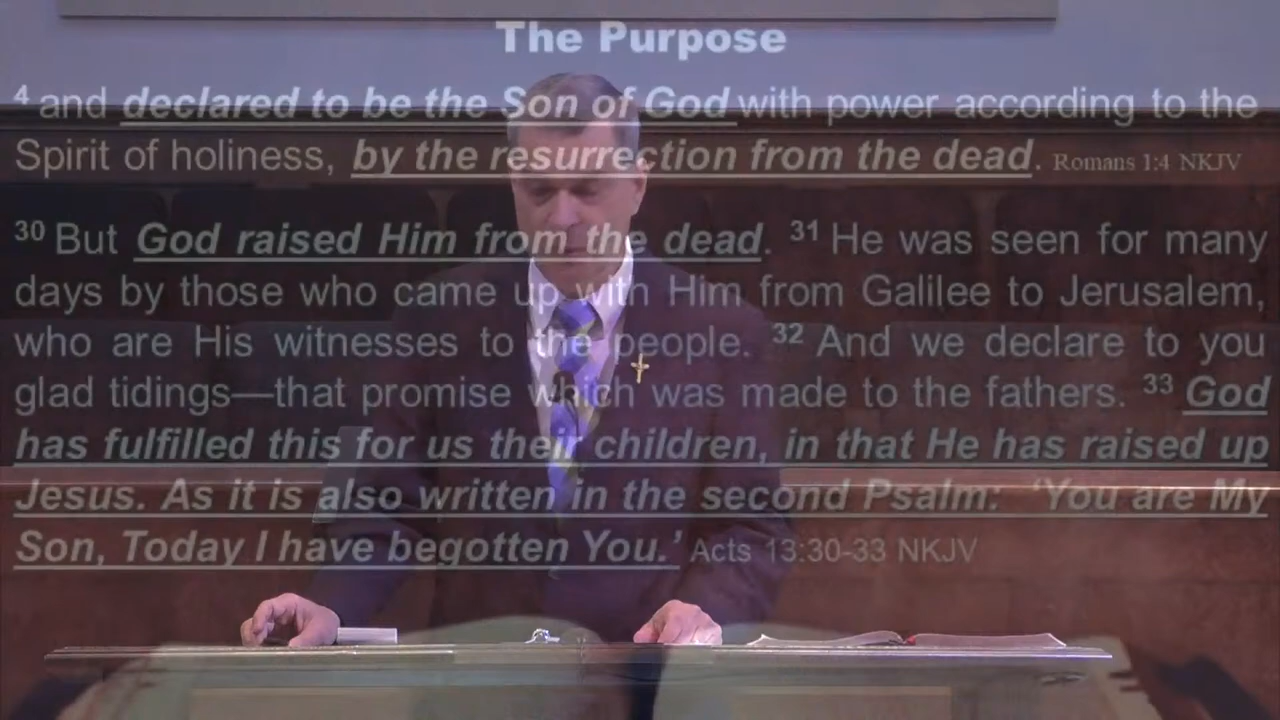 The Purpose
4 and declared to be the Son of God with power according to the
Spirit of holiness, by the resurrection from the dead. Romans 1:4 NKJV
30 But God raised Him from the dead. 31 He was seen for many
days by those who came up with Him from Galilee to Jerusalem,
who are His witnesses to the people. 32 And we declare to you
glad tidings—that promise which was made to the fathers. 33 God
has fulfilled this for us their children, in that He has raised up
Jesus. As it is also written in the second Psalm: ‘You are My
Son, Today I have begotten You.’ Acts 13:30-33 NKJV